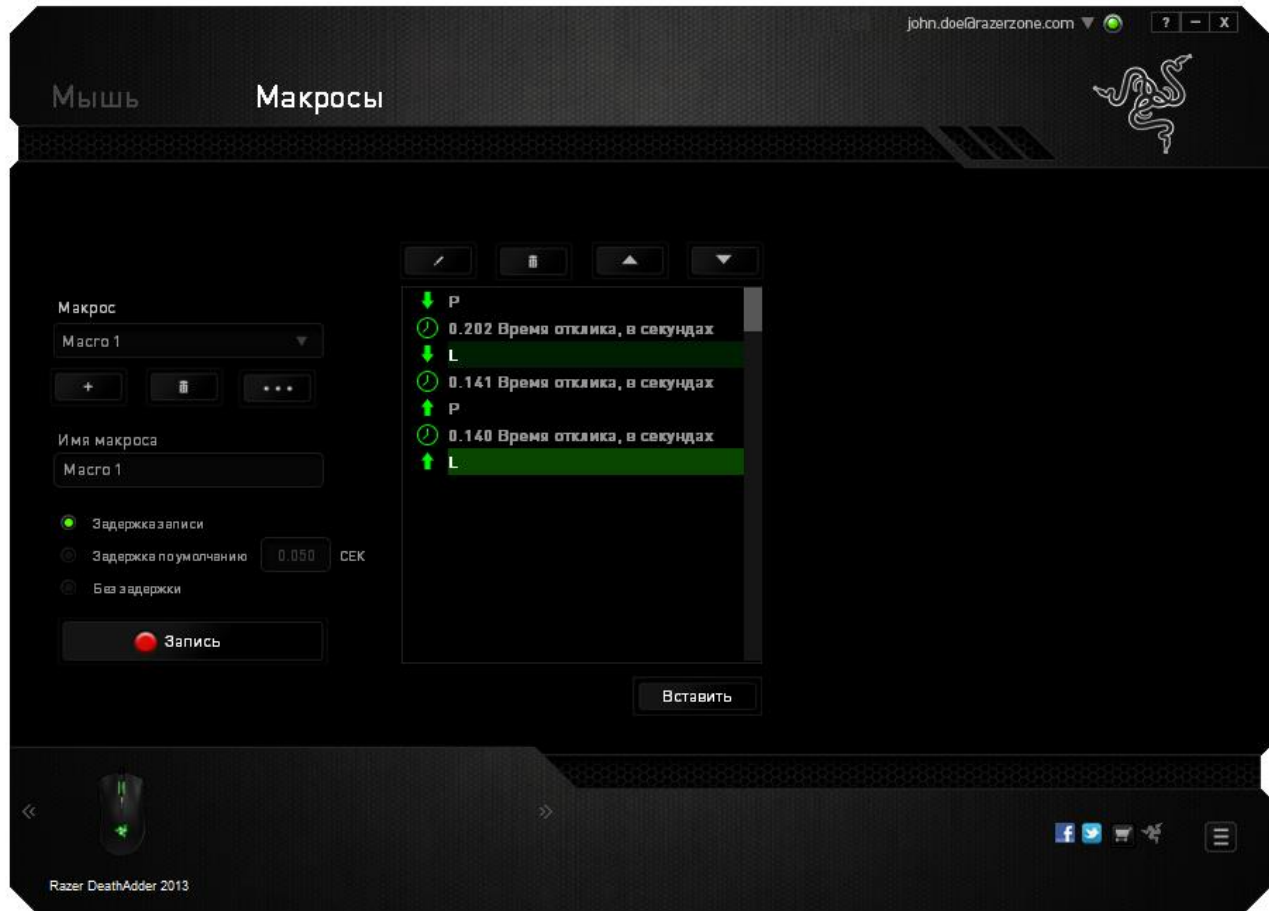 john.doe@razerzone.com
? – X
Мышь Макросы
Макрос
Macro 1
+
Имя макроса
Macro 1
Задержка записи
Задержка по умолчанию 0.050 СЕК
Без задержки
Запись
P
0.202 Время отклика, в секундах
L
0.141 Время отклика, в секундах
P
0.140 Время отклика, в секундах
L
Вставить
Razer DeathAdder 2013